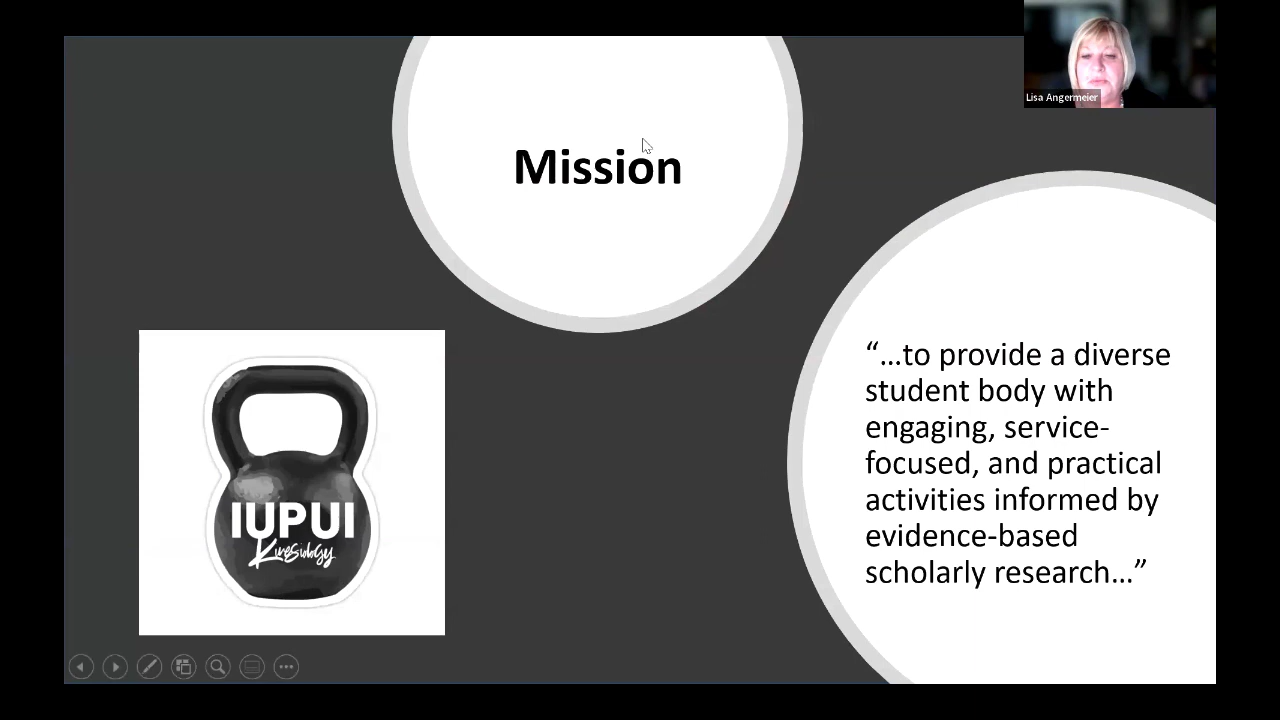 Lisa Angermeier
Mission
“...to provide a diverse
student body with
engaging, service-
focused, and practical
activities informed by
evidence-based
scholarly research...”
IUPUI
Kinesiology